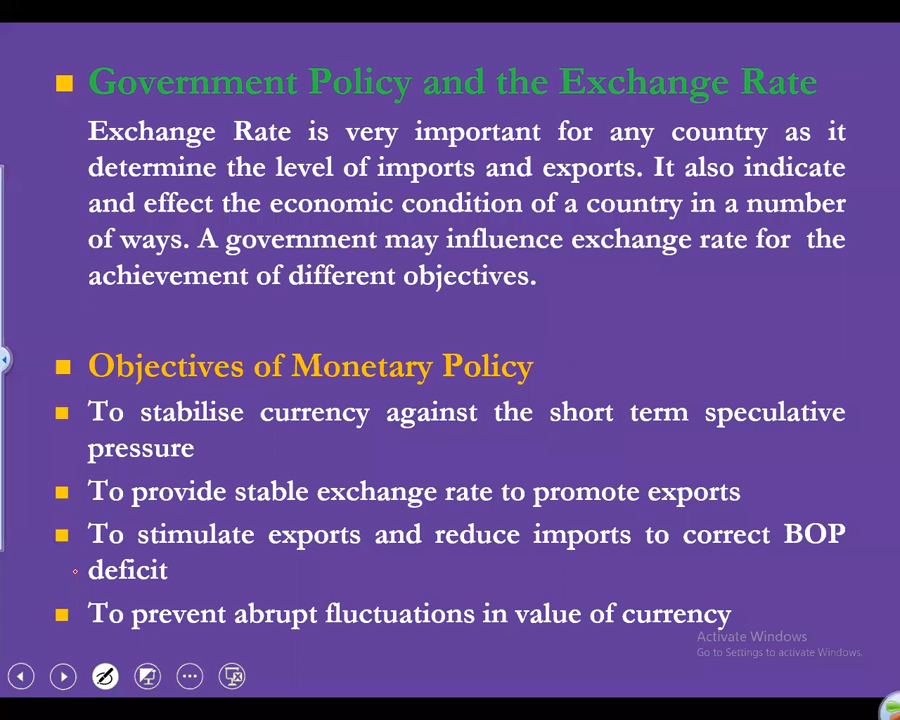 Government Policy and the Exchange Rate
Exchange Rate is very important for any country as it
determine the level of imports and exports. It also indicate
and effect the economic condition of a country in a number
of ways. A government may influence exchange rate for the
achievement of different objectives.
Objectives of Monetary Policy
To stabilise currency against the short term speculative
pressure
To provide stable exchange rate to promote exports
To stimulate exports and reduce imports to correct BOP
deficit
To prevent abrupt fluctuations in value of currency
Activate Windows
Go to Settings to activate Windows.